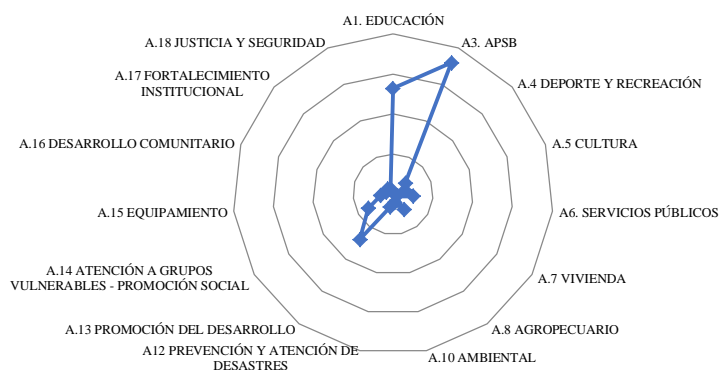 A1. EDUCACIÓN
A3. APSB
A.4 DEPORTE Y RECREACIÓN
A.5 CULTURA
A6. SERVICIOS PÚBLICOS
A.7 VIVIENDA
A.8 AGROPECUARIO
A.10 AMBIENTAL
A12 PREVENCIÓN Y ATENCIÓN DE
DESASTRES
A.13 PROMOCIÓN DEL DESARROLLO
A.14 ATENCIÓN A GRUPOS
VULNERABLES - PROMOCIÓN SOCIAL
A.15 EQUIPAMIENTO
A.16 DESARROLLO COMUNITARIO
A.17 FORTALECIMIENTO
INSTITUCIONAL
A.18 JUSTICIA Y SEGURIDAD